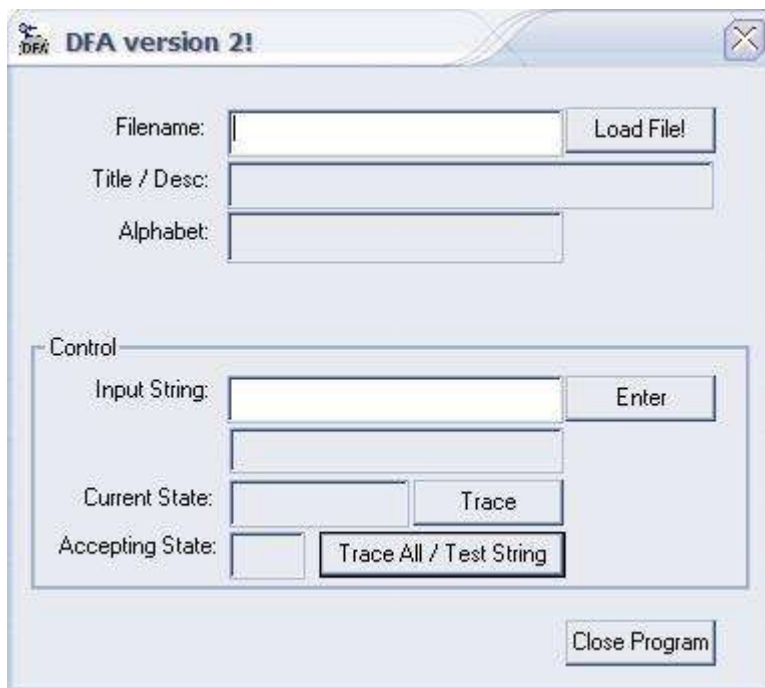 DFA
DFA version 2!
Filename:
Load File!
Title / Desc:
Alphabet:
Control
Input String:
Enter
Current State:
Trace
Accepting State:
Trace All / Test String
Close Program